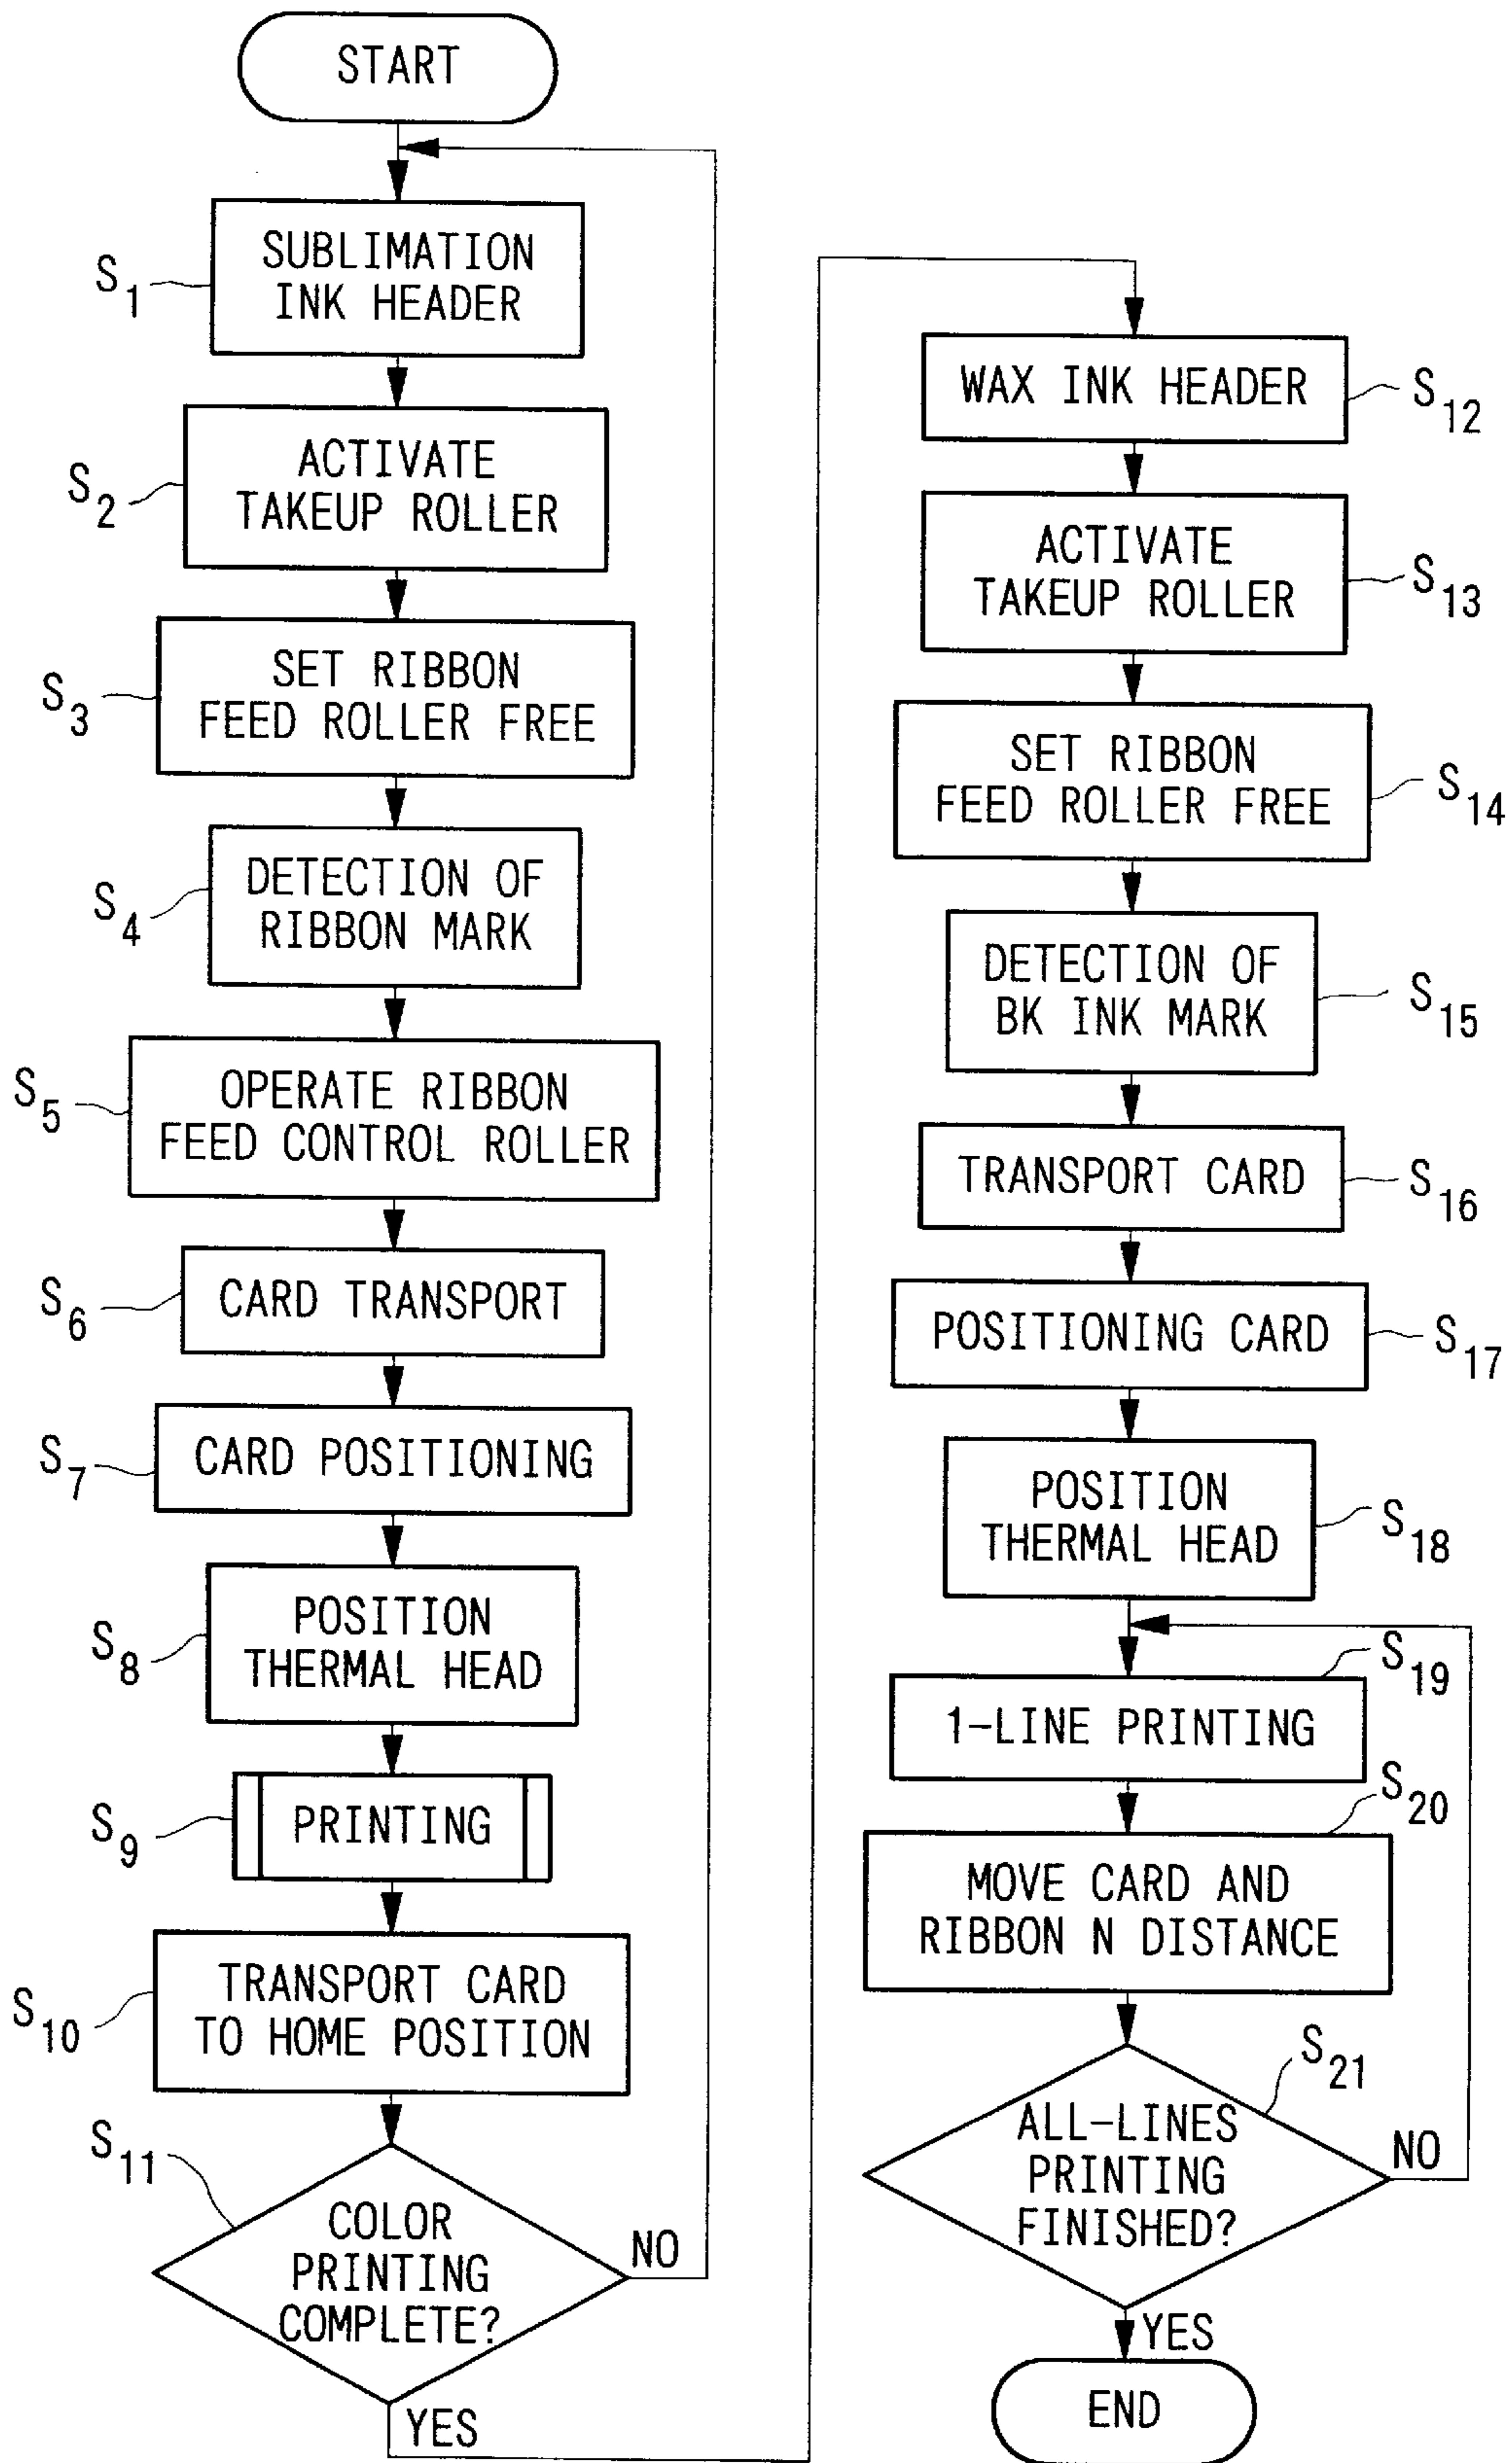 START
S1
SUBLIMATION
INK HEADER
S2
ACTIVATE
TAKEUP ROLLER
S3
SET RIBBON
FEED ROLLER FREE
S4
DETECTION OF
RIBBON MARK
S5
OPERATE RIBBON
FEED CONTROL ROLLER
S6
CARD TRANSPORT
S7
CARD POSITIONING
S8
POSITION
THERMAL HEAD
S9
PRINTING
S10
TRANSPORT CARD
TO HOME POSITION
S11
COLOR
PRINTING
COMPLETE?
NO
YES
WAX INK HEADER
S12
ACTIVATE
TAKEUP ROLLER
S13
SET RIBBON
FEED ROLLER FREE
S14
DETECTION OF
BK INK MARK
S15
TRANSPORT CARD
S16
POSITIONING CARD
S17
POSITION
THERMAL HEAD
S18
S19
1-LINE PRINTING
S20
MOVE CARD AND
RIBBON N DISTANCE
S21
ALL-LINES
PRINTING
FINISHED?
NO
YES
END